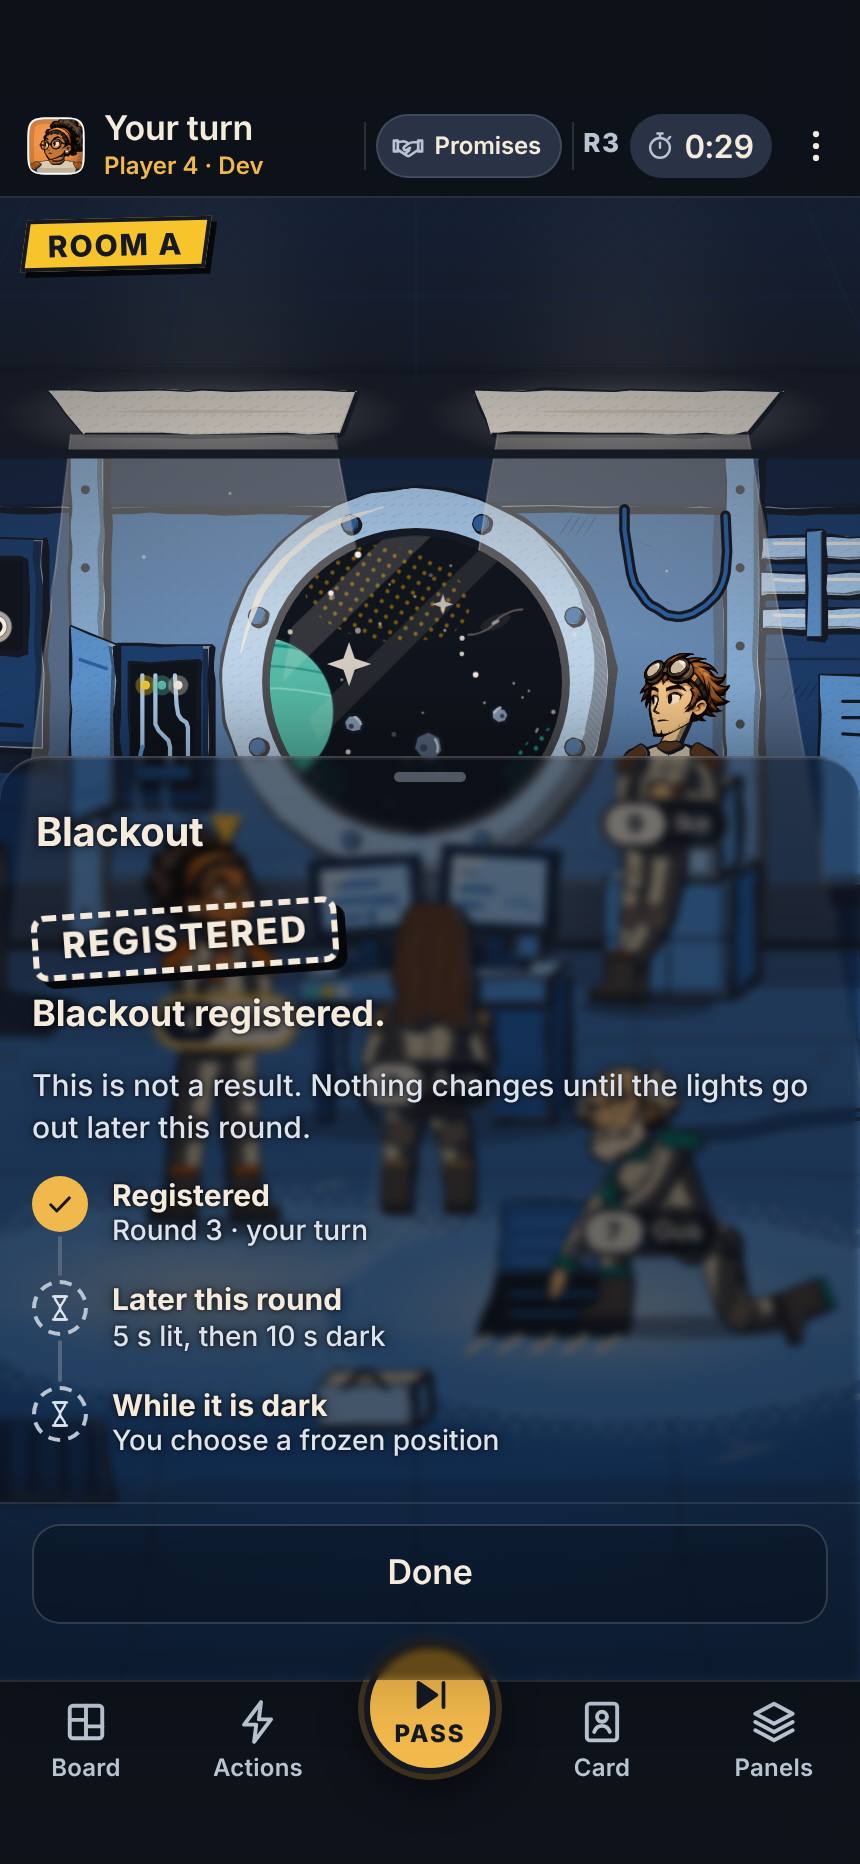 Your turn
Player 4 · Dev
Promises
R3
0:29
ROOM A
Blackout
REGISTERED
Blackout registered.
This is not a result. Nothing changes until the lights go
out later this round.
Registered
Round 3 · your turn
Later this round
5 s lit, then 10 s dark
While it is dark
You choose a frozen position
Done
PASS
Board
Actions
Card
Panels